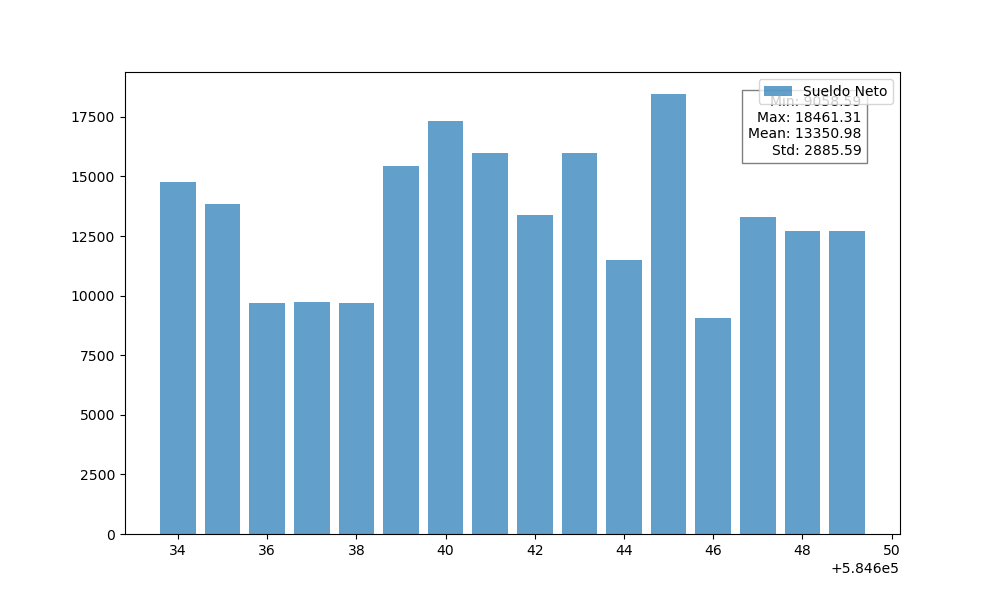 Sueldo Neto
Min: 9058.59
Max: 18461.31
Mean: 13350.98
Std: 2885.59
17500
15000
12500
10000
7500
5000
2500
0
34 36 38 40 42 44 46 48 50
+5.846e5